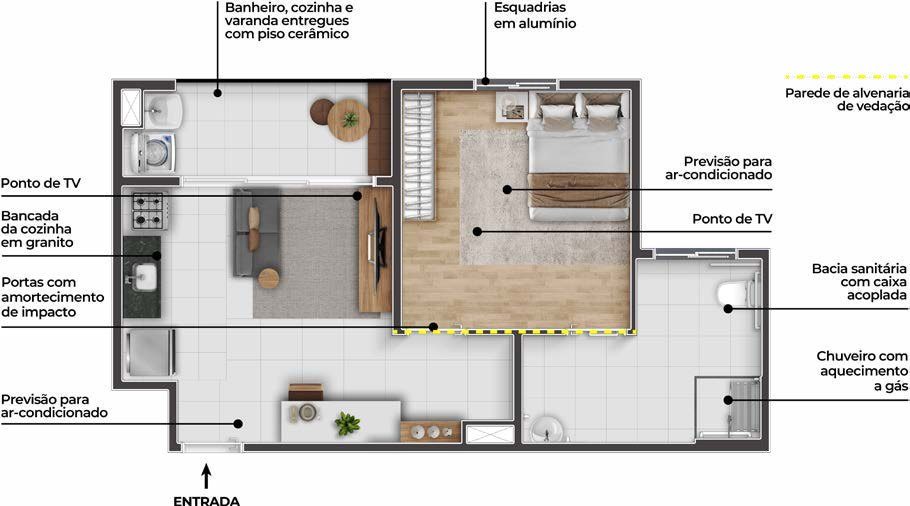 Banheiro, cozinha e
varanda entregues
com piso cerâmico
Esquadrias
em alumínio
Parede de alvenaria
de vedação
Previsão para
ar-condicionado
Ponto de TV
Ponto de TV
Bancada
da cozinha
em granito
Portas com
amortecimento
de impacto
Bacia sanitária
com caixa
acoplada
Chuveiro com
aquecimento
a gás
Previsão para
ar-condicionado
ENTRADA